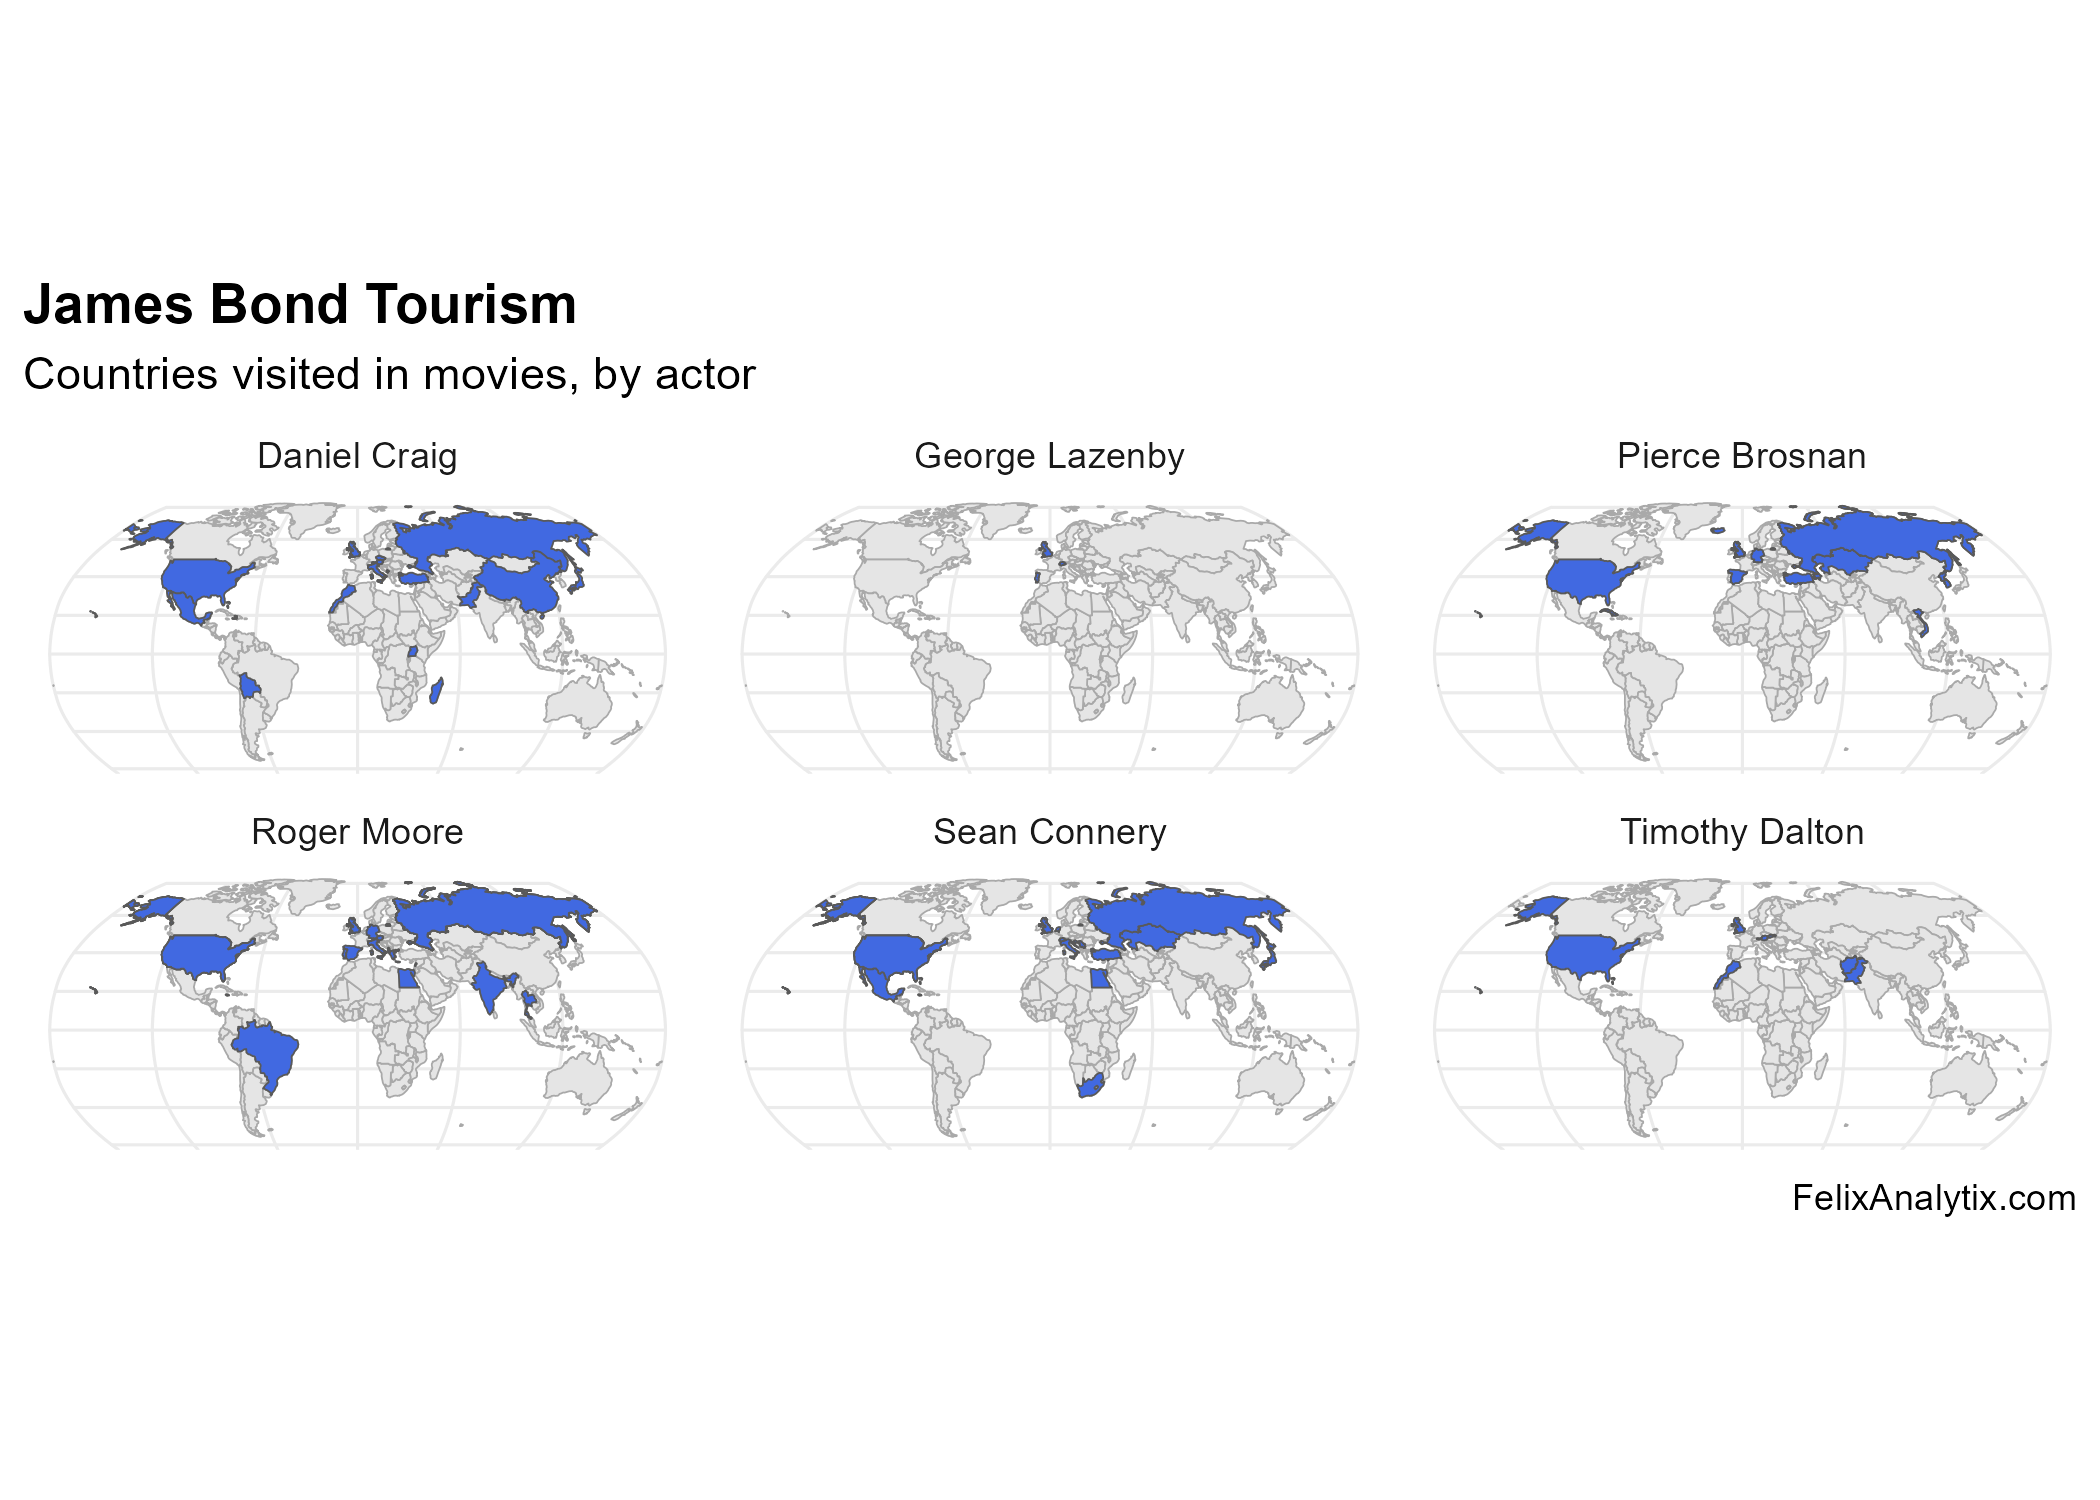 James Bond Tourism
Countries visited in movies, by actor
Daniel Craig
George Lazenby
Pierce Brosnan
Roger Moore
Sean Connery
Timothy Dalton
FelixAnalytix.com